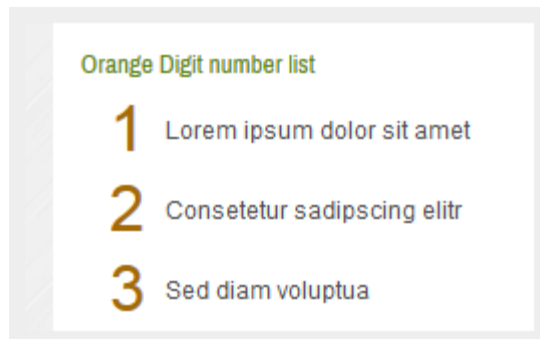 Orange Digit number list
1 Lorem ipsum dolor sit amet
2 Consetetur sadipscing elitr
3 Sed diam voluptua